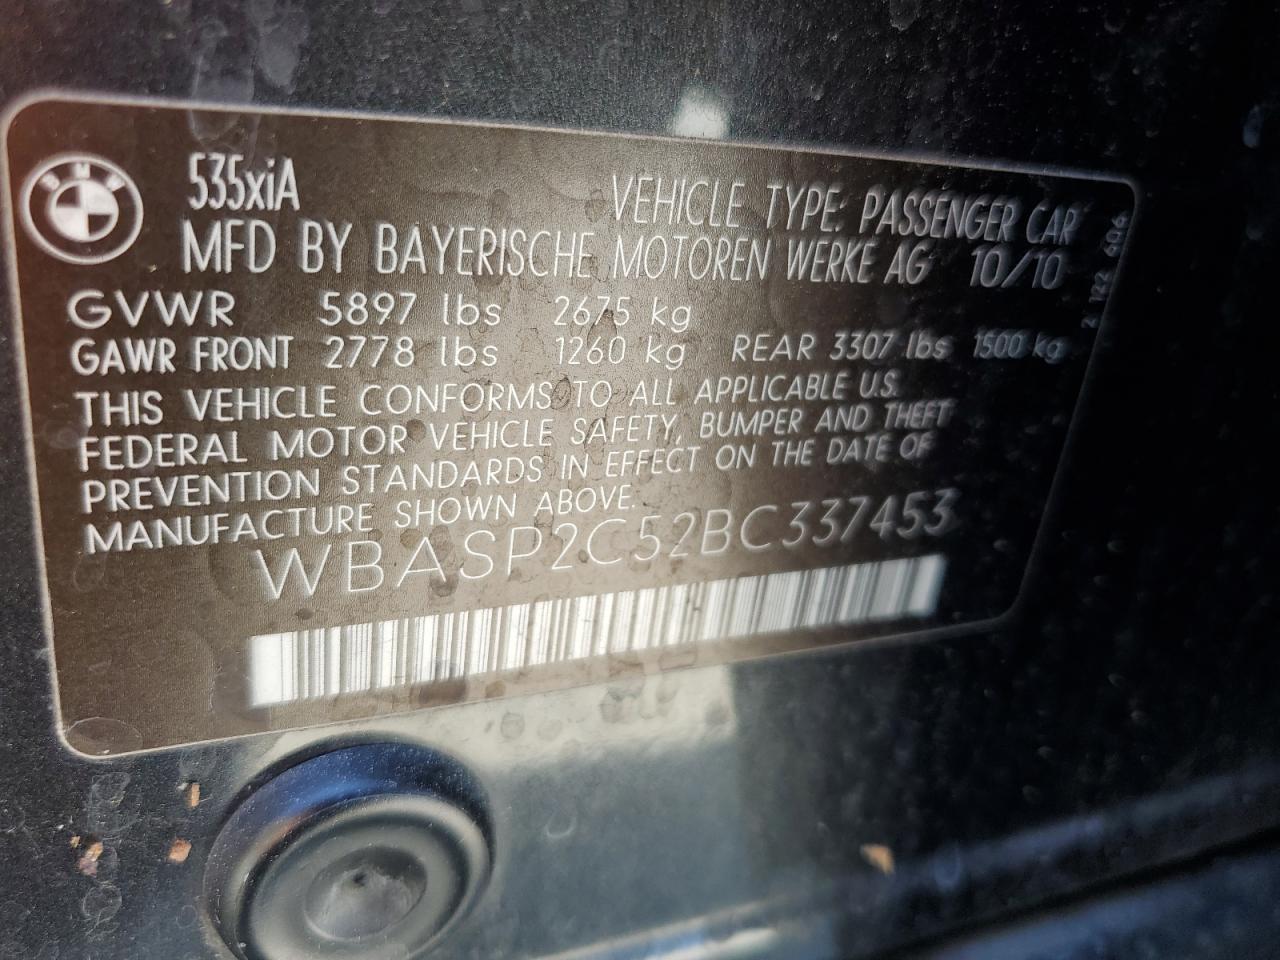 BMW
535xiA
VEHICLE TYPE: PASSENGER CAR
MFD BY BAYERISCHE MOTOREN WERKE AG 10/10
GVWR 5897 lbs 2675 kg
GAWR FRONT 2778 lbs 1260 kg REAR 3307 lbs 1500 kg
THIS VEHICLE CONFORMS TO ALL APPLICABLE U.S.
FEDERAL MOTOR VEHICLE SAFETY, BUMPER AND THEFT
PREVENTION STANDARDS IN EFFECT ON THE DATE OF
MANUFACTURE SHOWN ABOVE.
WBASP2C52BC337453